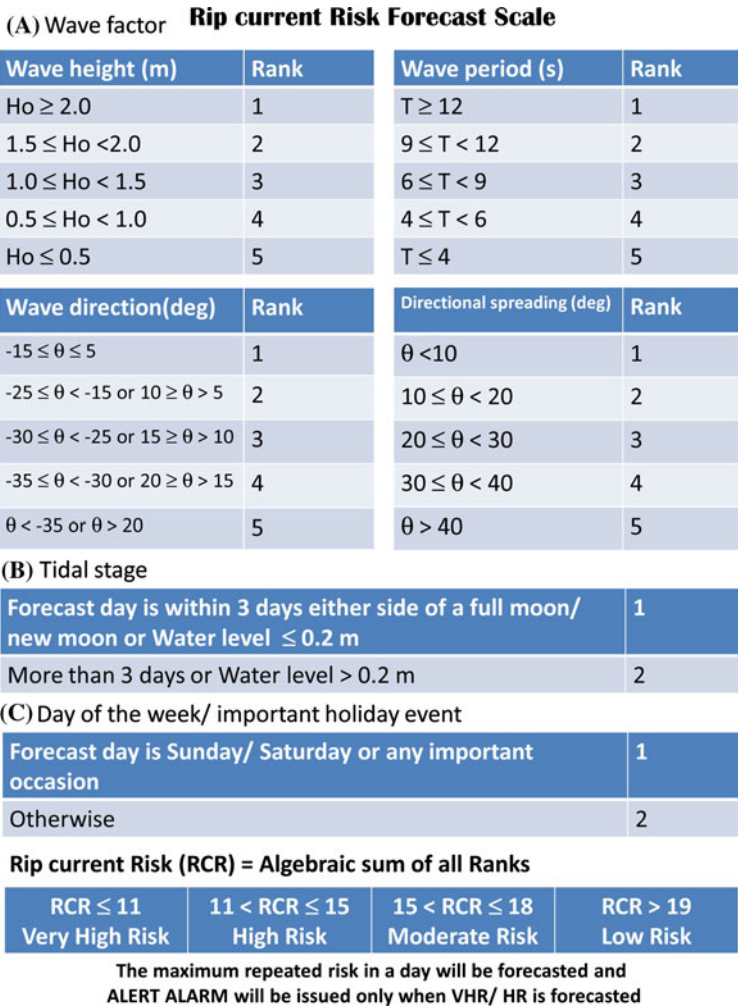 Rip current Risk Forecast Scale
(A) Wave factor
Wave height (m) Rank
Ho ≥ 2.0 1
1.5 ≤ Ho <2.0 2
1.0 ≤ Ho < 1.5 3
0.5 ≤ Ho < 1.0 4
Ho ≤ 0.5 5
Wave period (s) Rank
T ≥ 12 1
9 ≤ T < 12 2
6 ≤ T < 9 3
4 ≤ T < 6 4
T ≤ 4 5
Wave direction(deg) Rank
-15 ≤ θ ≤ 5 1
-25 ≤ θ < -15 or 10 ≥ θ > 5 2
-30 ≤ θ < -25 or 15 ≥ θ > 10 3
-35 ≤ θ < -30 or 20 ≥ θ > 15 4
θ < -35 or θ > 20 5
Directional spreading (deg) Rank
θ <10 1
10 ≤ θ < 20 2
20 ≤ θ < 30 3
30 ≤ θ < 40 4
θ > 40 5
(B) Tidal stage
Forecast day is within 3 days either side of a full moon/ 1
new moon or Water level ≤ 0.2 m
More than 3 days or Water level > 0.2 m 2
(C) Day of the week/ important holiday event
Forecast day is Sunday/ Saturday or any important 1
occasion
Otherwise 2
Rip current Risk (RCR) = Algebraic sum of all Ranks
RCR ≤ 11 11 < RCR ≤ 15 15 < RCR ≤ 18 RCR > 19
Very High Risk High Risk Moderate Risk Low Risk
The maximum repeated risk in a day will be forecasted and
ALERT ALARM will be issued only when VHR/ HR is forecasted